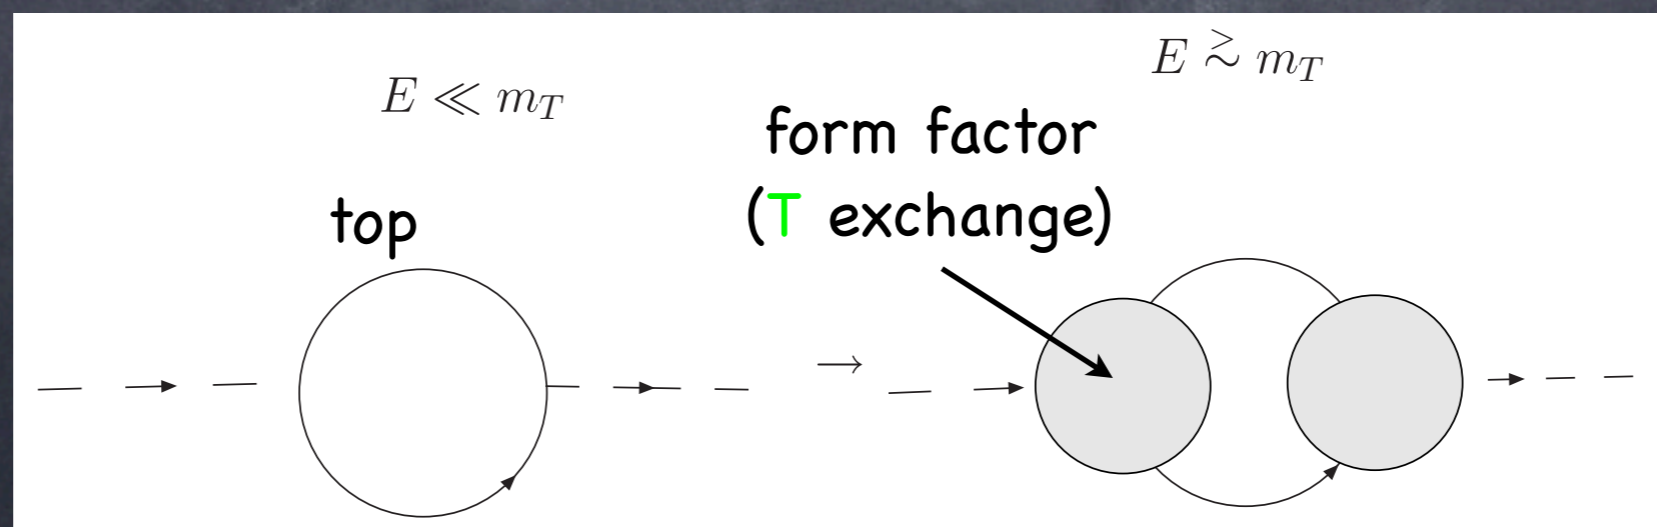 E ≪ m_T
E ≳ m_T
form factor
(T exchange)
top
→